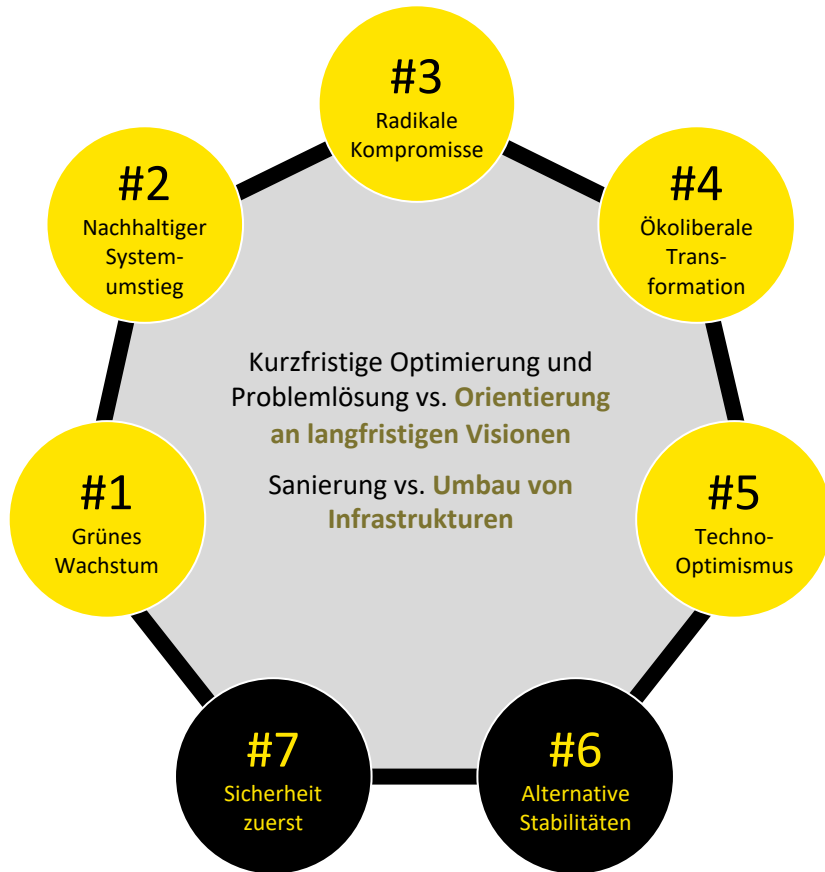 #3
Radikale
Kompromisse
#2
Nachhaltiger
System-
umstieg
#4
Ökoliberale
Trans-
formation
Kurzfristige Optimierung und
Problemlösung vs. Orientierung
an langfristigen Visionen
Sanierung vs. Umbau von
Infrastrukturen
#1
Grünes
Wachstum
#5
Techno-
Optimismus
#7
Sicherheit
zuerst
#6
Alternative
Stabilitäten